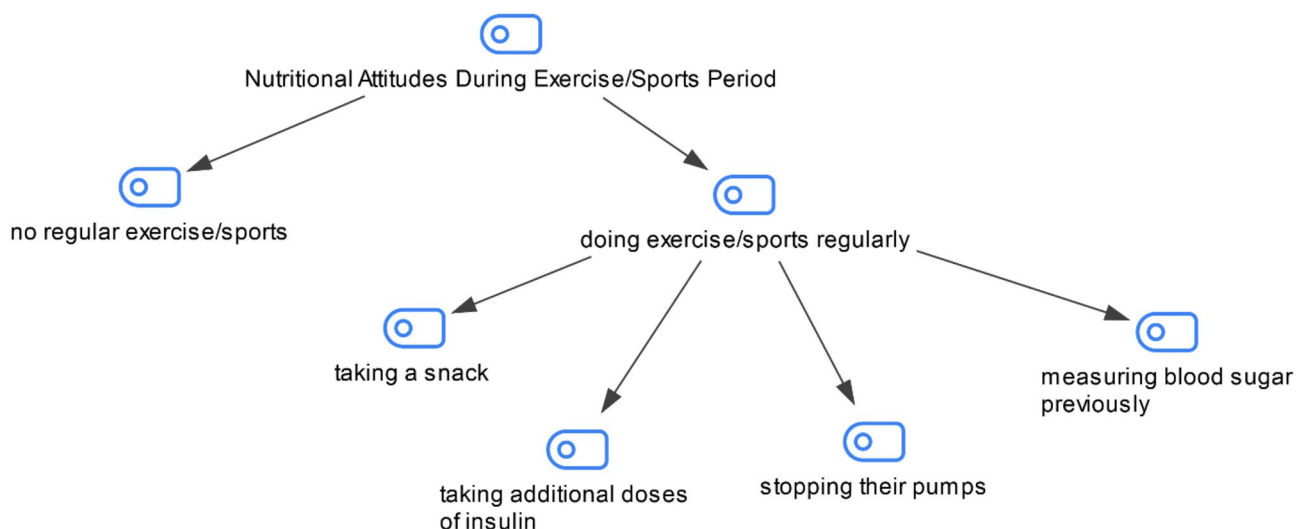 Nutritional Attitudes During Exercise/Sports Period
no regular exercise/sports
doing exercise/sports regularly
taking a snack
measuring blood sugar
previously
taking additional doses
of insulin
stopping their pumps